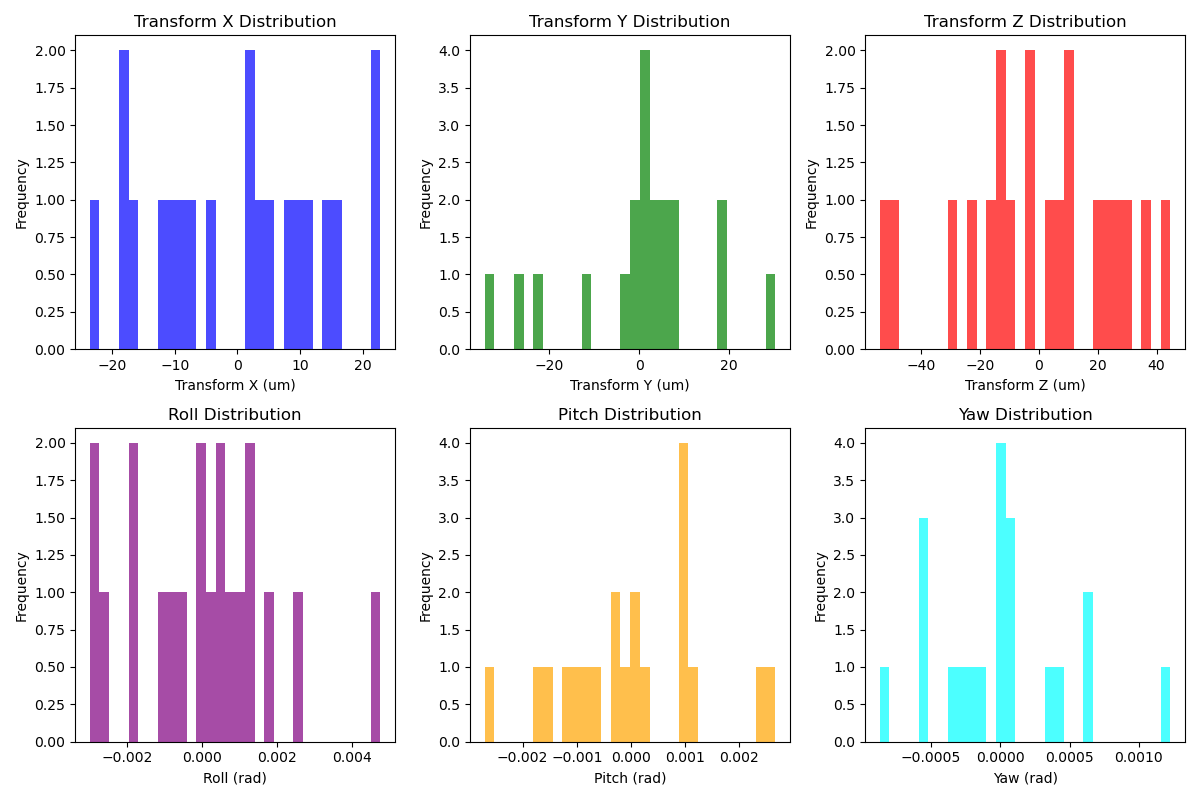 Transform X Distribution
Transform Y Distribution
Transform Z Distribution
2.00
1.75
1.50
1.25
1.00
0.75
0.50
0.25
0.00
Frequency
−20 −10 0 10 20
Transform X (um)
4.0
3.5
3.0
2.5
2.0
1.5
1.0
0.5
0.0
Frequency
−20 0 20
Transform Y (um)
2.00
1.75
1.50
1.25
1.00
0.75
0.50
0.25
0.00
Frequency
−40 −20 0 20 40
Transform Z (um)
Roll Distribution
Pitch Distribution
Yaw Distribution
2.00
1.75
1.50
1.25
1.00
0.75
0.50
0.25
0.00
Frequency
−0.002 0.000 0.002 0.004
Roll (rad)
4.0
3.5
3.0
2.5
2.0
1.5
1.0
0.5
0.0
Frequency
−0.002 −0.001 0.000 0.001 0.002
Pitch (rad)
4.0
3.5
3.0
2.5
2.0
1.5
1.0
0.5
0.0
Frequency
−0.0005 0.0000 0.0005 0.0010
Yaw (rad)